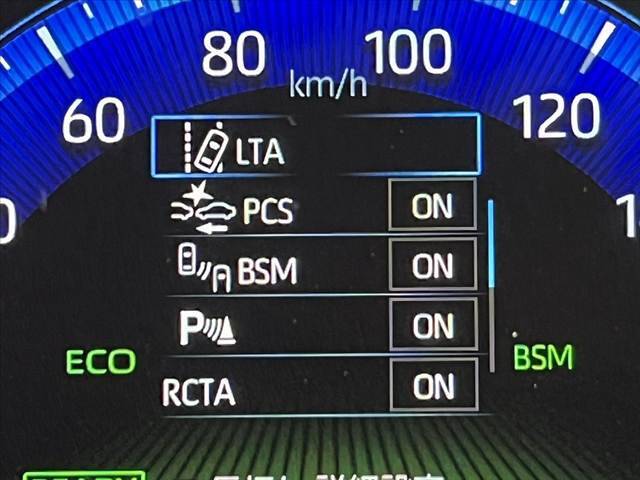 80
100
km/h
60
120
LTA
PCS ON
BSM ON
P ON
ECO
BSM
RCTA ON